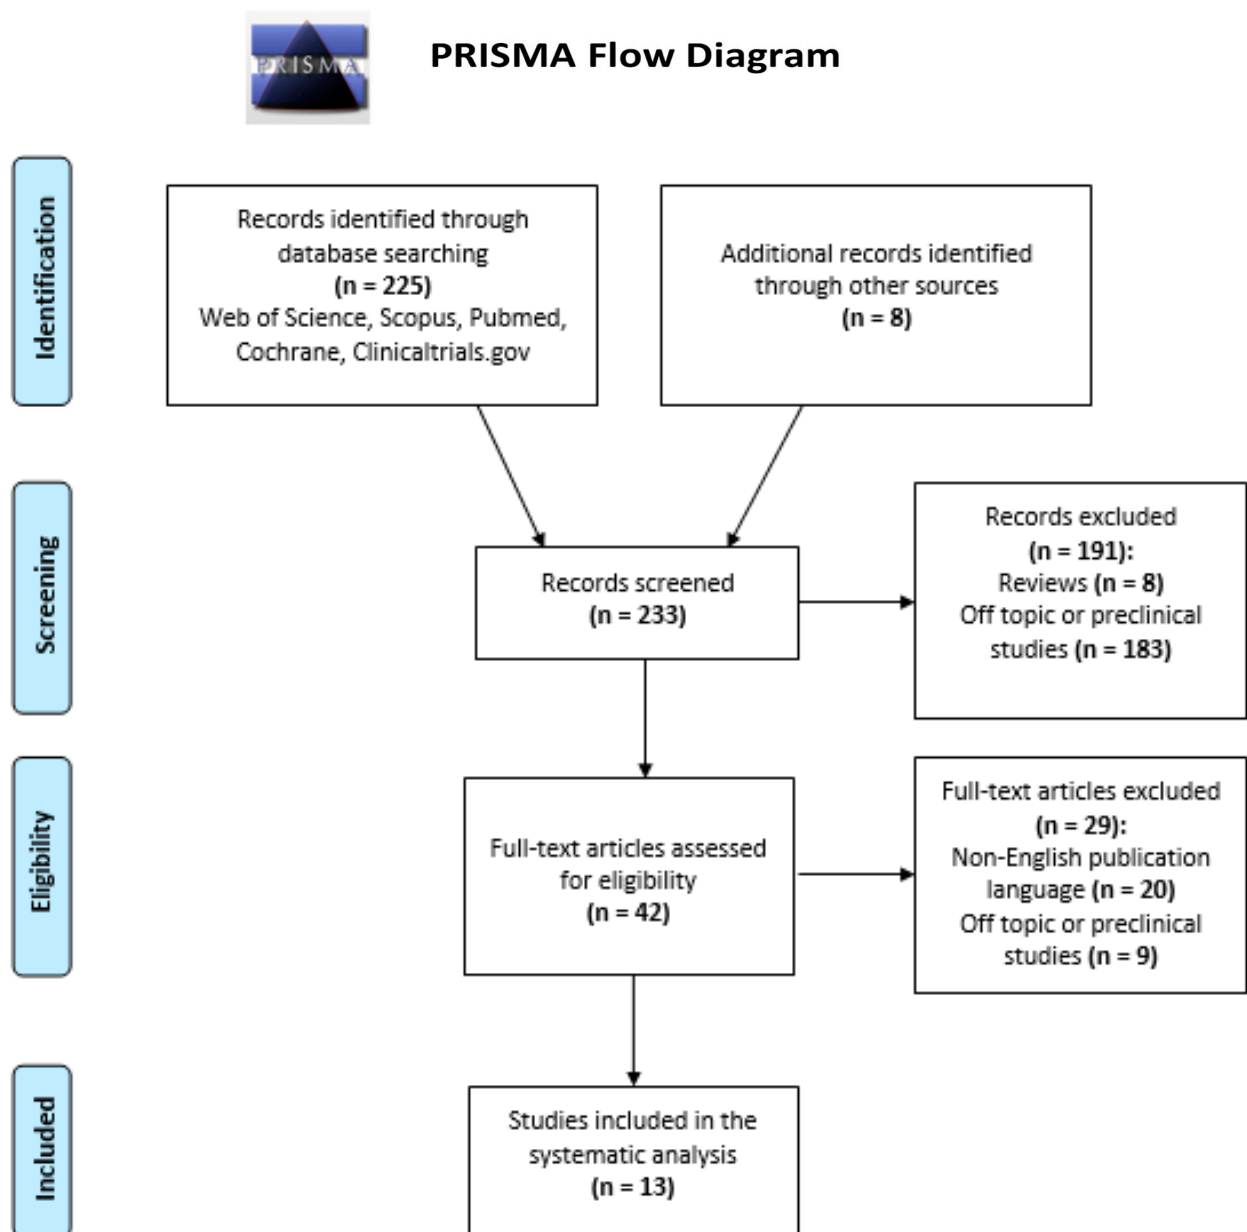 PRISMA
PRISMA Flow Diagram
Identification
Records identified through
database searching
(n = 225)
Web of Science, Scopus, Pubmed,
Cochrane, Clinicaltrials.gov
Additional records identified
through other sources
(n = 8)
Screening
Records screened
(n = 233)
Records excluded
(n = 191):
Reviews (n = 8)
Off topic or preclinical
studies (n = 183)
Eligibility
Full-text articles assessed
for eligibility
(n = 42)
Full-text articles excluded
(n = 29):
Non-English publication
language (n = 20)
Off topic or preclinical
studies (n = 9)
Included
Studies included in the
systematic analysis
(n = 13)